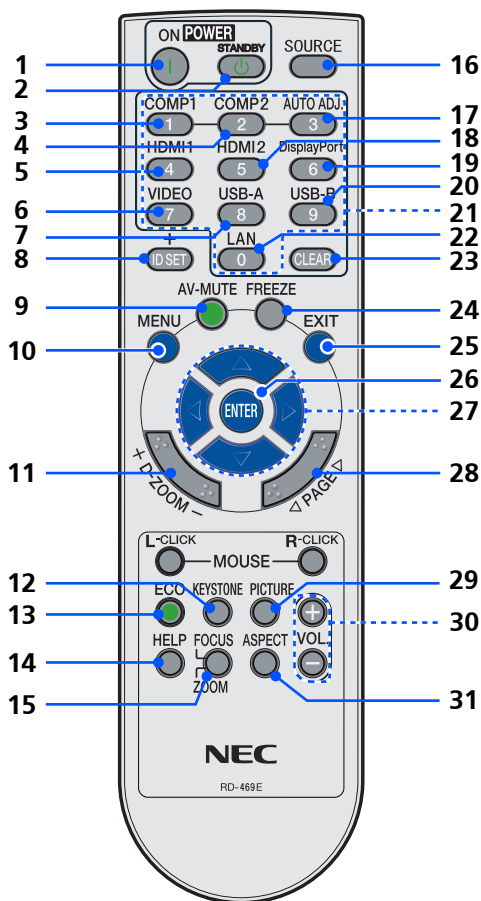 ON POWER
STANDBY
SOURCE
1
2
16
COMP1 COMP2 AUTO ADJ.
3
1 2 3
17
4
18
HDMI1 HDMI2 DisplayPort
5
4 5 6
19
VIDEO USB-A USB-B
20
6
7 8 9
21
7
LAN
22
+
8
ID SET 0 CLEAR
23
AV-MUTE FREEZE
9
24
MENU EXIT
10
25
26
ENTER
27
11
+ D-ZOOM −
◁ PAGE ▷
28
L-CLICK R-CLICK
MOUSE
12
ECO KEYSTONE PICTURE
29
13
+
30
HELP FOCUS ASPECT VOL.
14
−
ZOOM
15
31
NEC
RD-469E